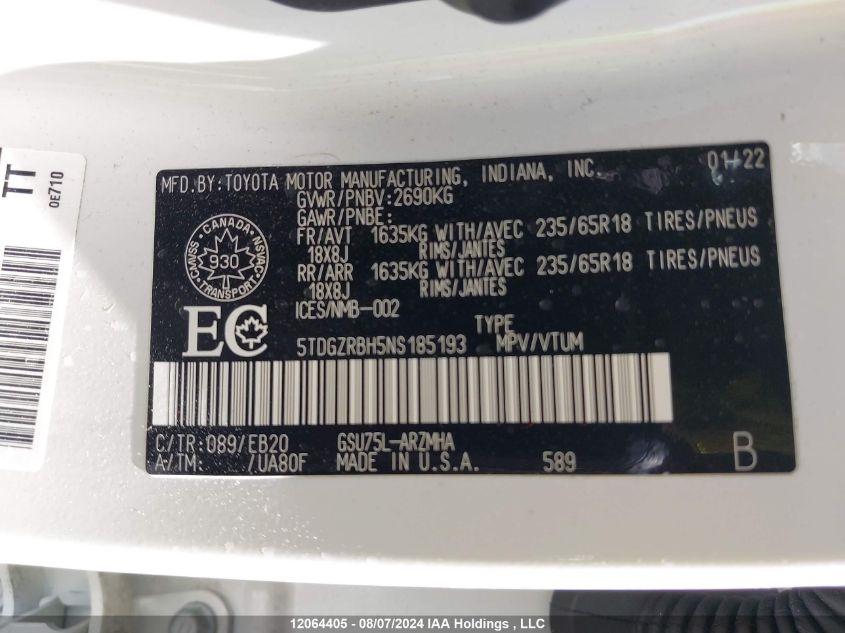 TT
0E710
MFD.BY:TOYOTA MOTOR MANUFACTURING, INDIANA, INC. 01/22
GVWR/PNBV:2690KG
GAWR/PNBE:
FR/AVT 1635KG WITH/AVEC 235/65R18 TIRES/PNEUS
18X8J RIMS/JANTES
RR/ARR 1635KG WITH/AVEC 235/65R18 TIRES/PNEUS
18X8J RIMS/JANTES
ICES/NMB-002
CANADA
930
TRANSPORT
EC
TYPE
5TDGZRBH5NS185193 MPV/VTUM
C/TR:089/EB20 GSU75L-ARZMHA
A/TM: /UA80F MADE IN U.S.A. 589 B
12064405 - 08/07/2024 IAA Holdings , LLC